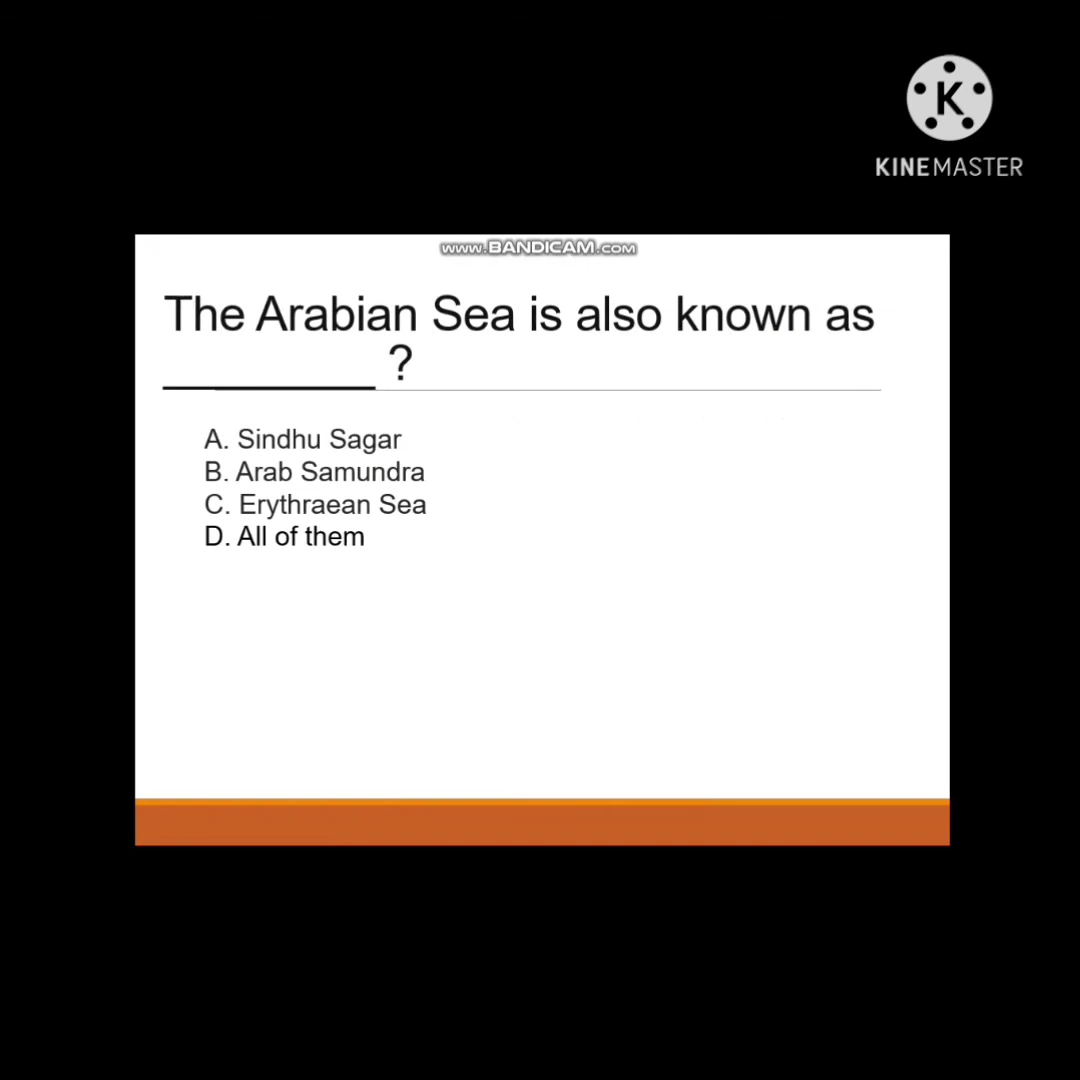 K
KINEMASTER
www.BANDICAM.com
The Arabian Sea is also known as
_________ ?
A. Sindhu Sagar
B. Arab Samundra
C. Erythraean Sea
D. All of them